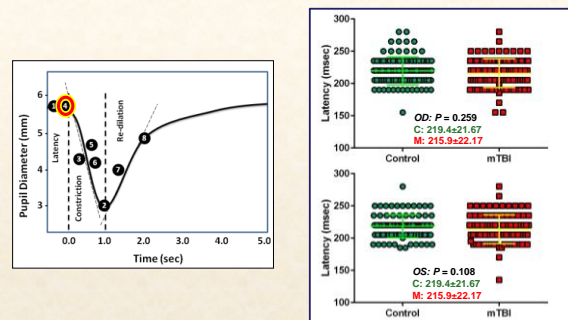 6
5
4
3
Pupil Diameter (mm)
Latency
Constriction
Re-dilation
1
4
5
3
6
7
8
2
0.0 1.0 2.0 3.0 4.0 5.0
Time (sec)
300
250
200
150
100
Latency (msec)
OD: P = 0.259
C: 219.4±21.67
M: 215.9±22.17
Control mTBI
300
250
200
150
100
Latency (msec)
OS: P = 0.108
C: 219.4±21.67
M: 215.9±22.17
Control mTBI